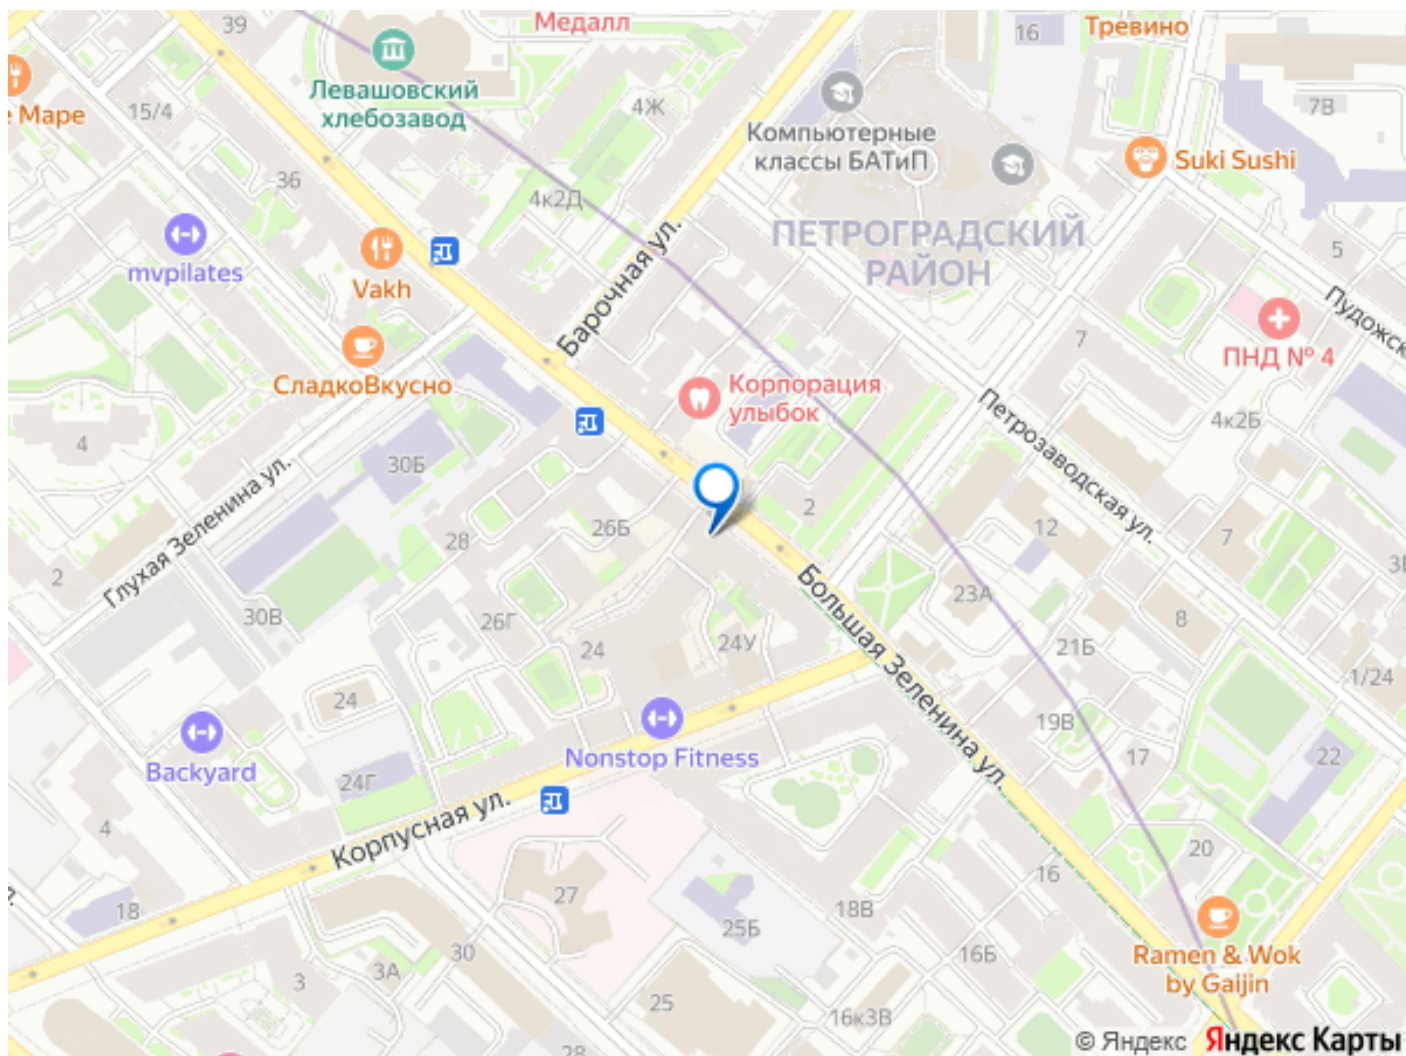 39
Медалл
16
Тревино
Левашовский
хлебозавод
4Ж
7В
е Маре
15/4
Компьютерные
классы БАТиП
Suki Sushi
36
4к2Д
ПЕТРОГРАДСКИЙ
РАЙОН
5
mvpilates
Vakh
Барочная ул.
Пудожск
7
ПНД № 4
СладкоВкусно
Корпорация
улыбок
4
30Б
Петрозаводская ул.
4к2Б
Глухая Зеленина ул.
28
26Б
2
12
7
2
30В
26Г
24
24У
Большая Зеленина ул.
23А
8
21Б
1/24
24
19В
17
22
Backyard
Nonstop Fitness
24Г
4
Корпусная ул.
20
16
27
18
18В
25Б
30
16Б
Ramen & Wok
by Gaijin
3А
3
25
16к3В
28
© Яндекс Яндекс Карты